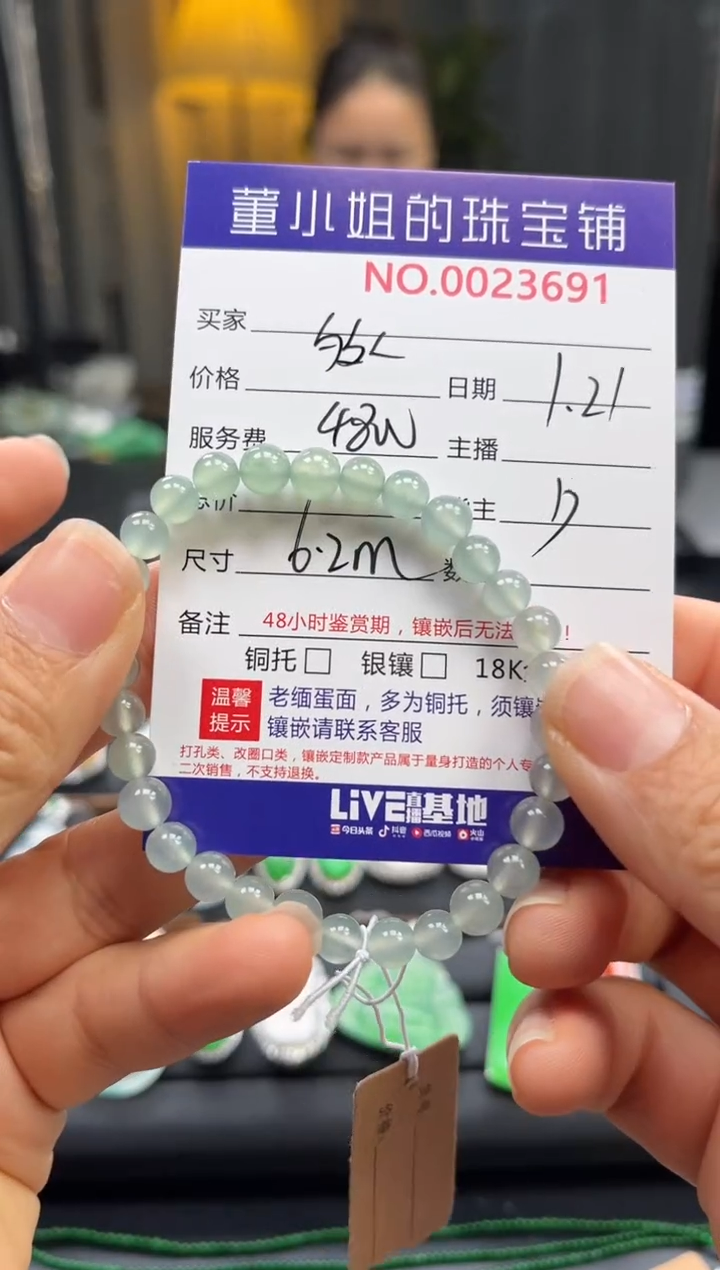 董小姐的珠宝铺
NO.0023691
买家
价格 日期 1.21
服务费 48W 主播
主
尺寸 6.2m 数
备注 48小时鉴赏期，镶嵌后无法 !
铜托□ 银镶□ 18K
温馨提示 老缅蛋面，多为铜托，须镶
镶嵌请联系客服
打孔类、改圈口类，镶嵌定制款产品属于量身打造的个人专
二次销售，不支持退换。
LiVE直播基地
今日头条 抖音 西瓜视频 火山